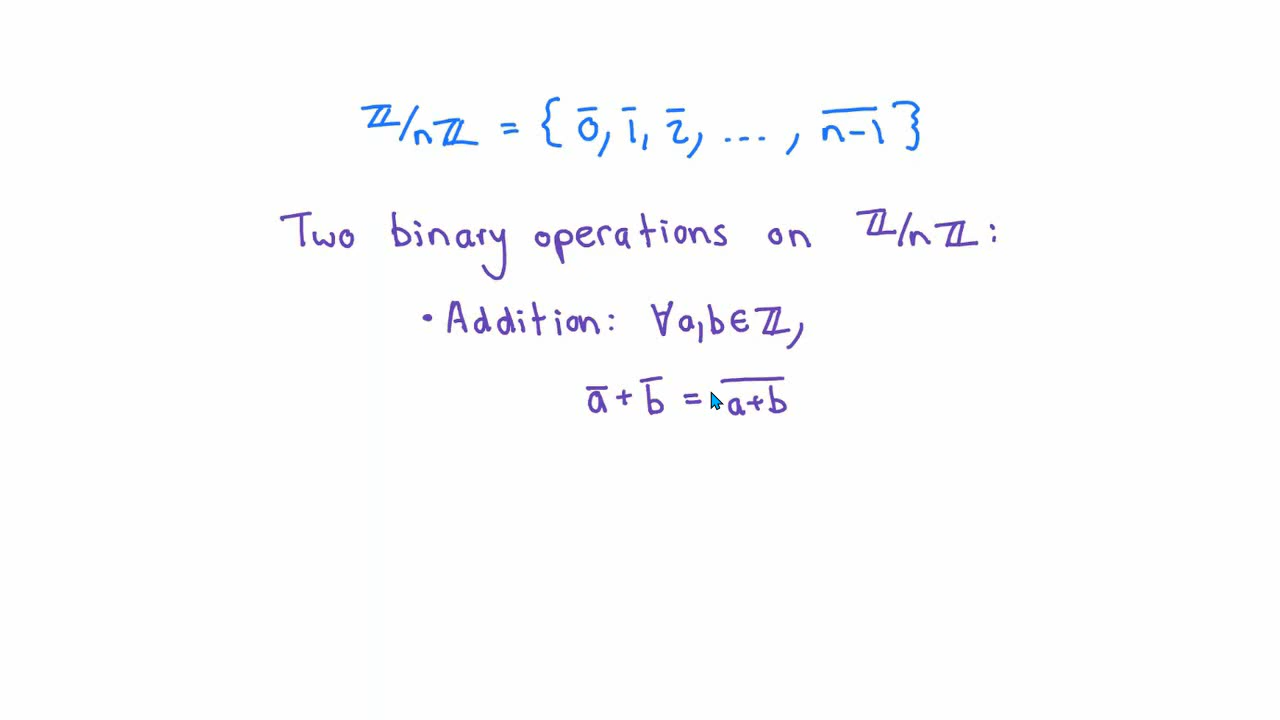 ℤ/nℤ = { 0̅, 1̅, 2̅, ..., n̅-̅1̅ }
Two binary operations on ℤ/nℤ:
• Addition: ∀a,b∈ℤ,
a̅ + b̅ = a̅+̅b̅